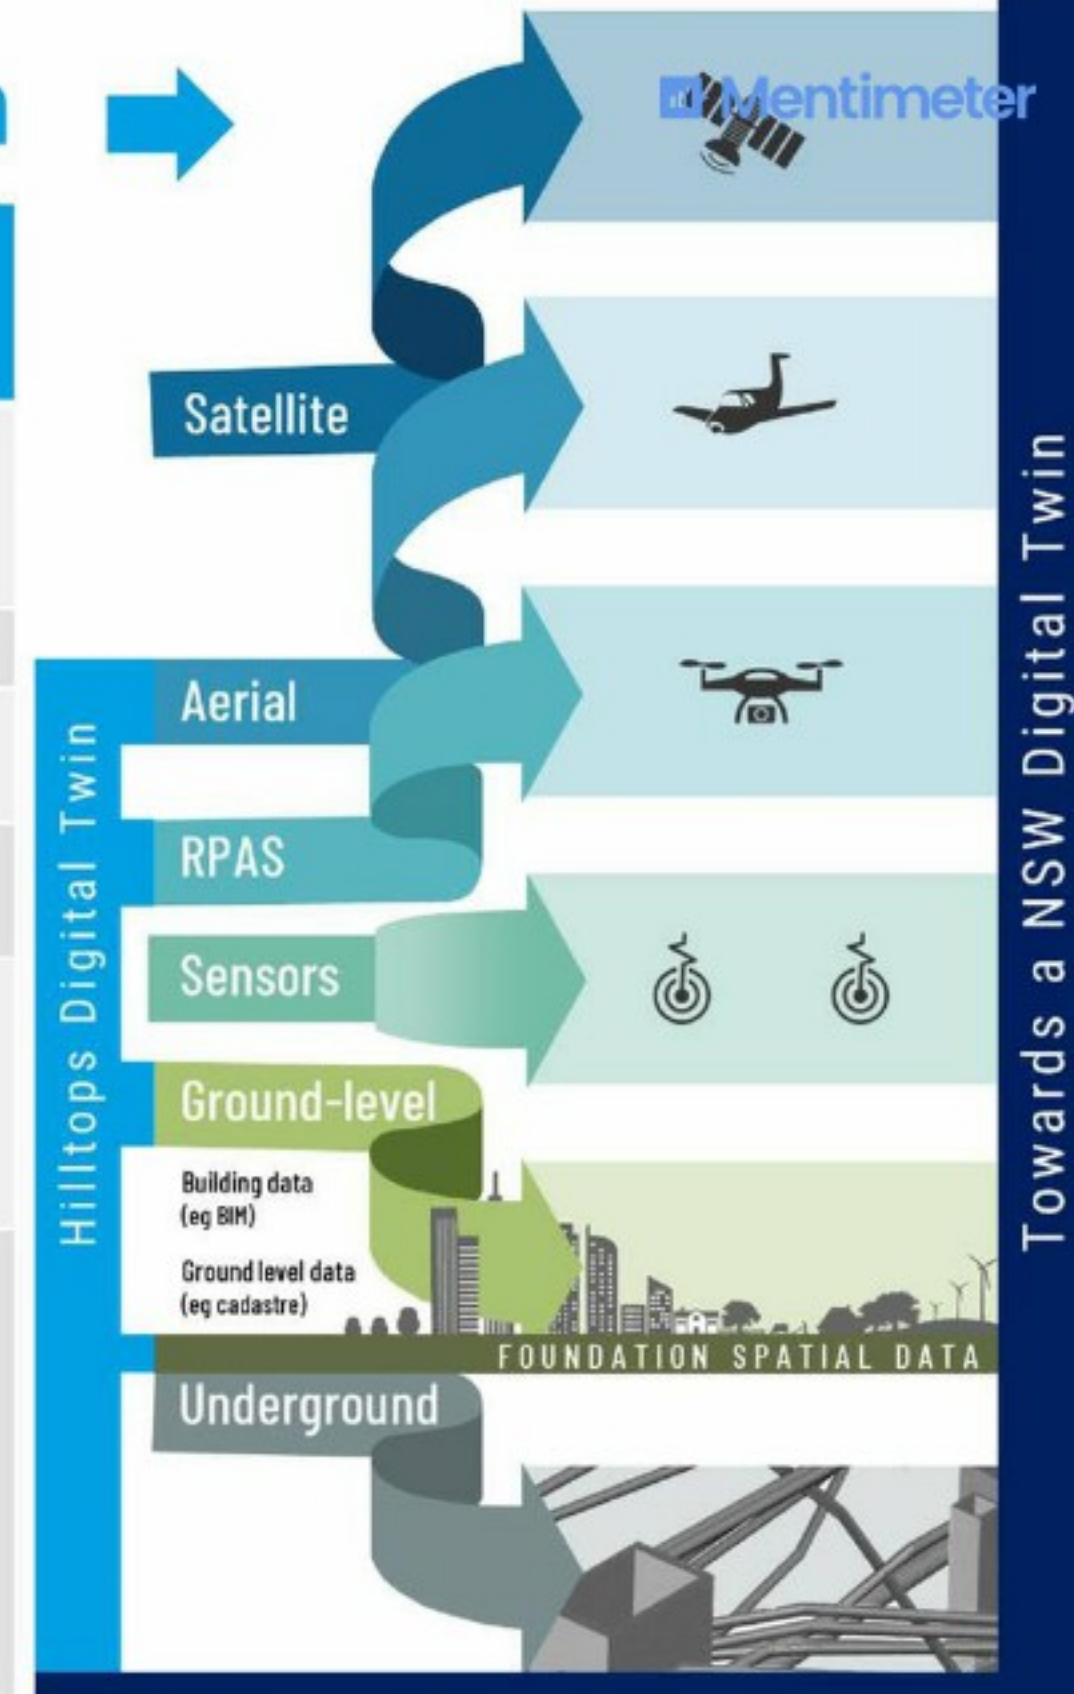 Mentimeter
Satellite
Aerial
RPAS
Sensors
Ground-level
Building data
(eg BIM)
Ground level data
(eg cadastre)
FOUNDATION SPATIAL DATA
Underground
Hilltops Digital Twin
Towards a NSW Digital Twin